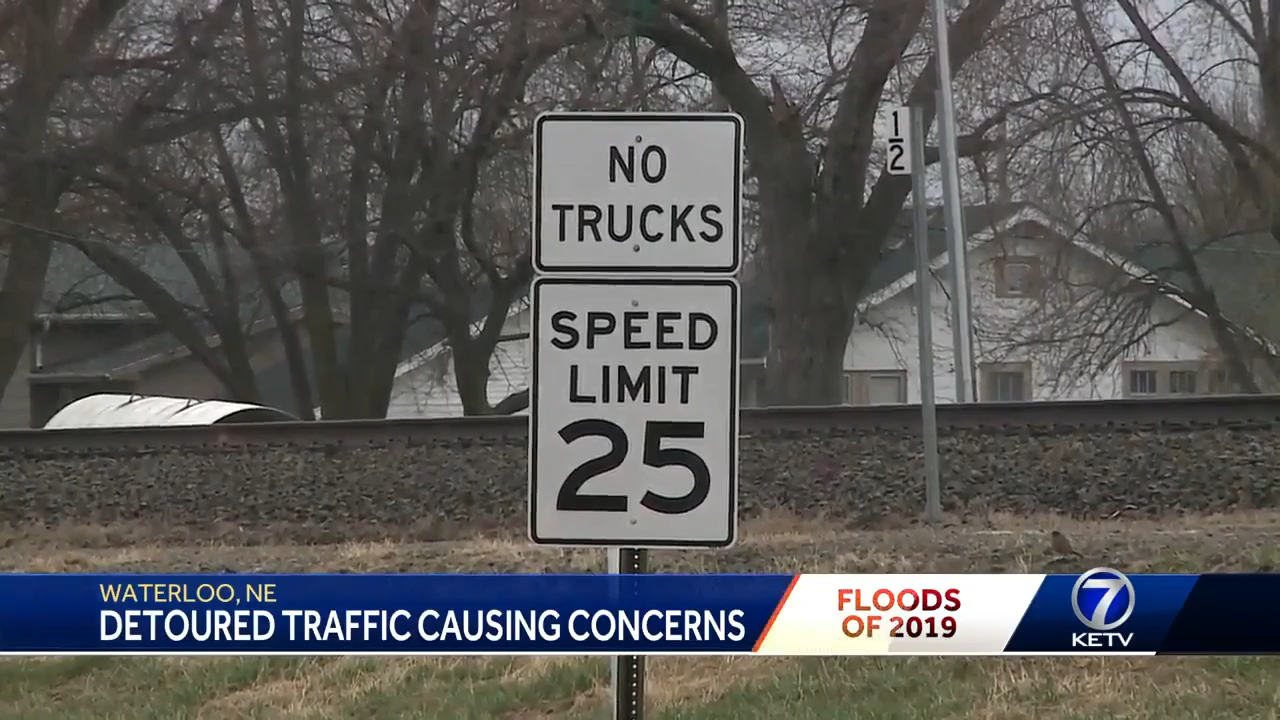 NO
TRUCKS
1
2
SPEED
LIMIT
25
WATERLOO, NE
DETOURED TRAFFIC CAUSING CONCERNS
FLOODS
OF 2019
7
KETV